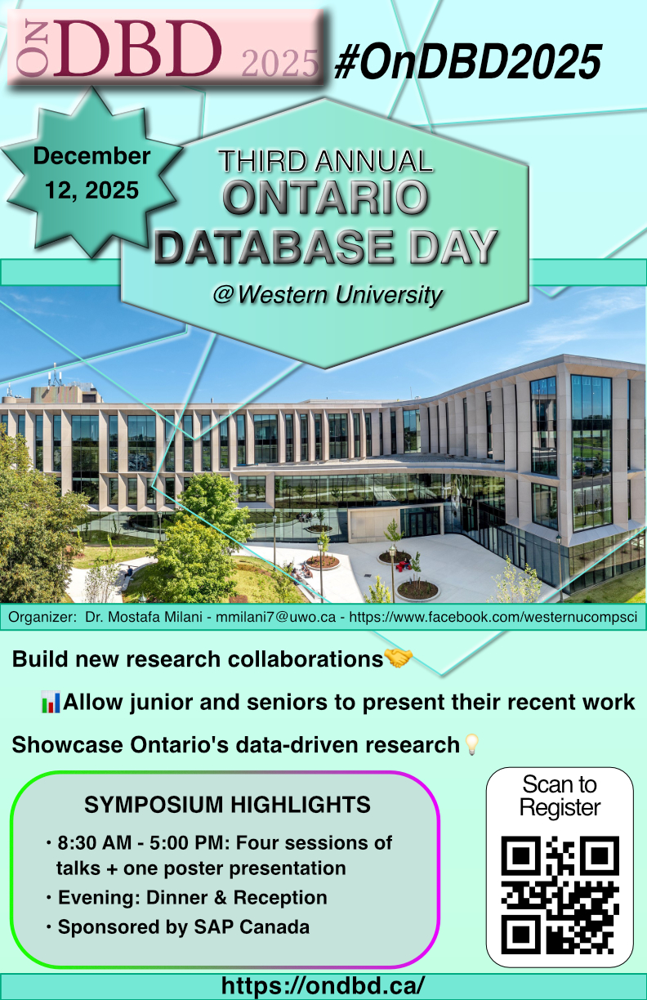 ON DBD 2025
#OnDBD2025
December
12, 2025
THIRD ANNUAL
ONTARIO
DATABASE DAY
@Western University
Organizer: Dr. Mostafa Milani - mmilani7@uwo.ca - https://www.facebook.com/westernucompsci
Build new research collaborations🤝
📊Allow junior and seniors to present their recent work
Showcase Ontario's data-driven research💡
SYMPOSIUM HIGHLIGHTS
· 8:30 AM - 5:00 PM: Four sessions of
talks + one poster presentation
· Evening: Dinner & Reception
· Sponsored by SAP Canada
Scan to
Register
https://ondbd.ca/